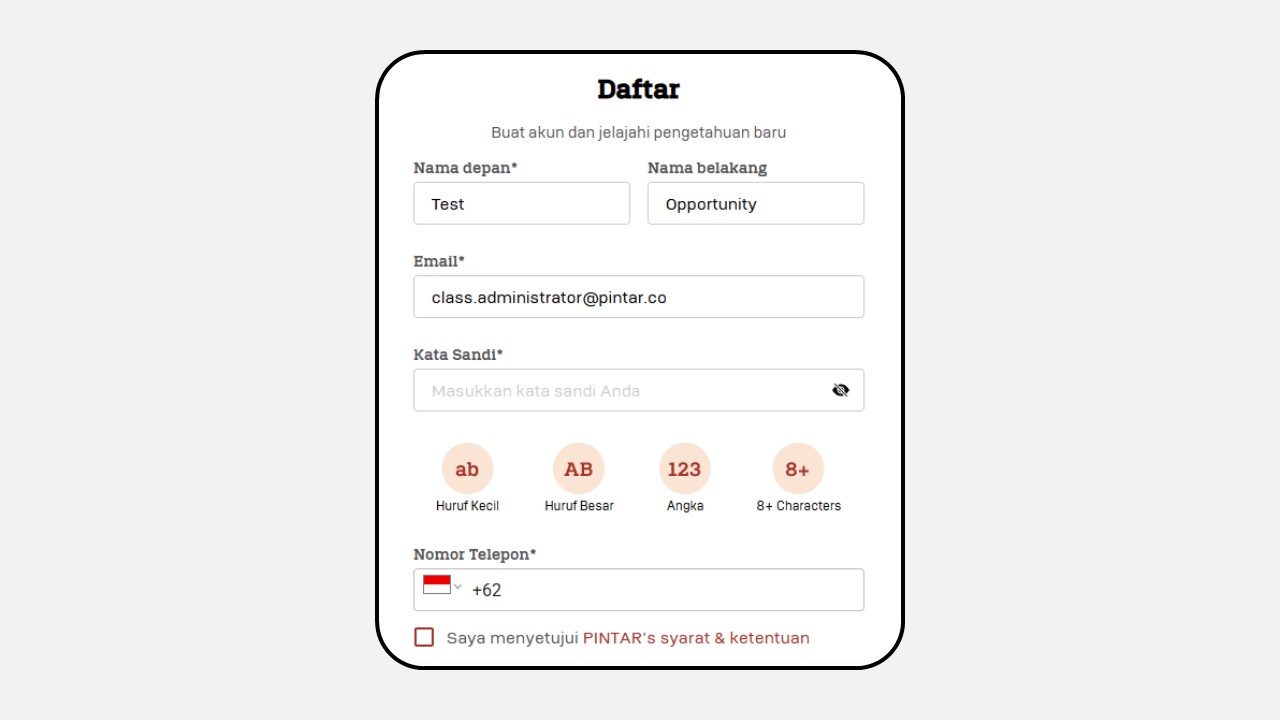 Daftar
Buat akun dan jelajahi pengetahuan baru
Nama depan* Nama belakang
Test Opportunity
Email*
class.administrator@pintar.co
Kata Sandi*
Masukkan kata sandi Anda
ab AB 123 8+
Huruf Kecil Huruf Besar Angka 8+ Characters
Nomor Telepon*
+62
Saya menyetujui PINTAR's syarat & ketentuan